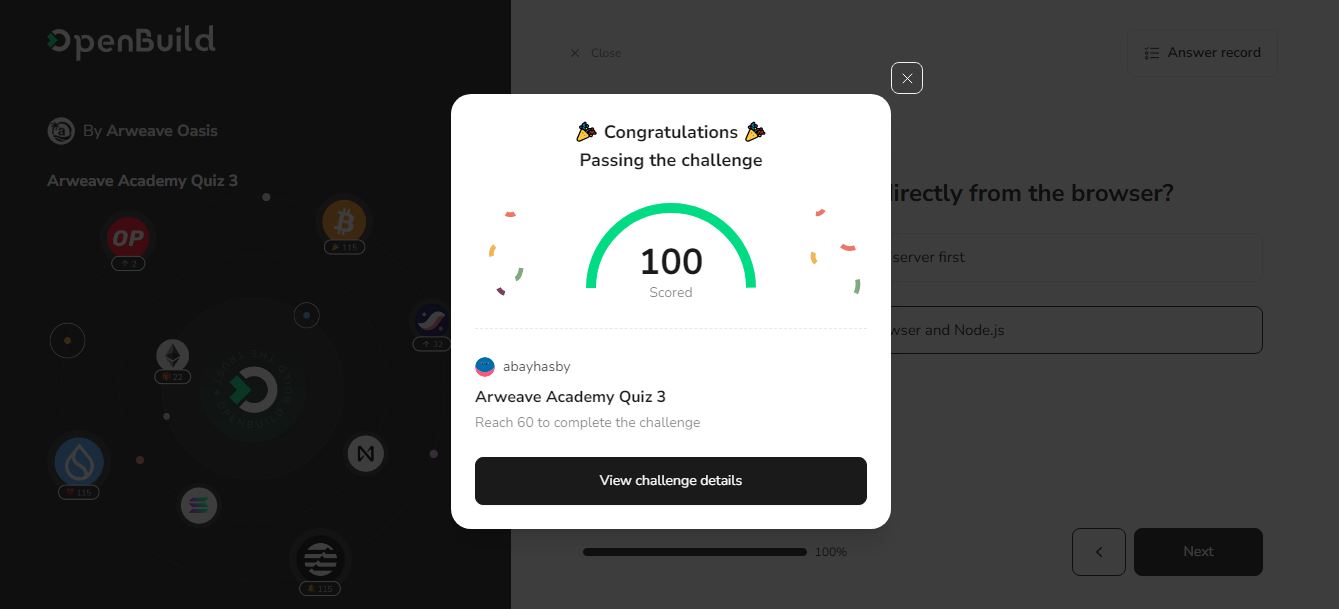 OpenBuild
Close
Answer record
By Arweave Oasis
Arweave Academy Quiz 3
OP
2
115
32
22
115
115
🎉 Congratulations 🎉
Passing the challenge
100
Scored
abayhasby
Arweave Academy Quiz 3
Reach 60 to complete the challenge
View challenge details
directly from the browser?
server first
wser and Node.js
100%
Next